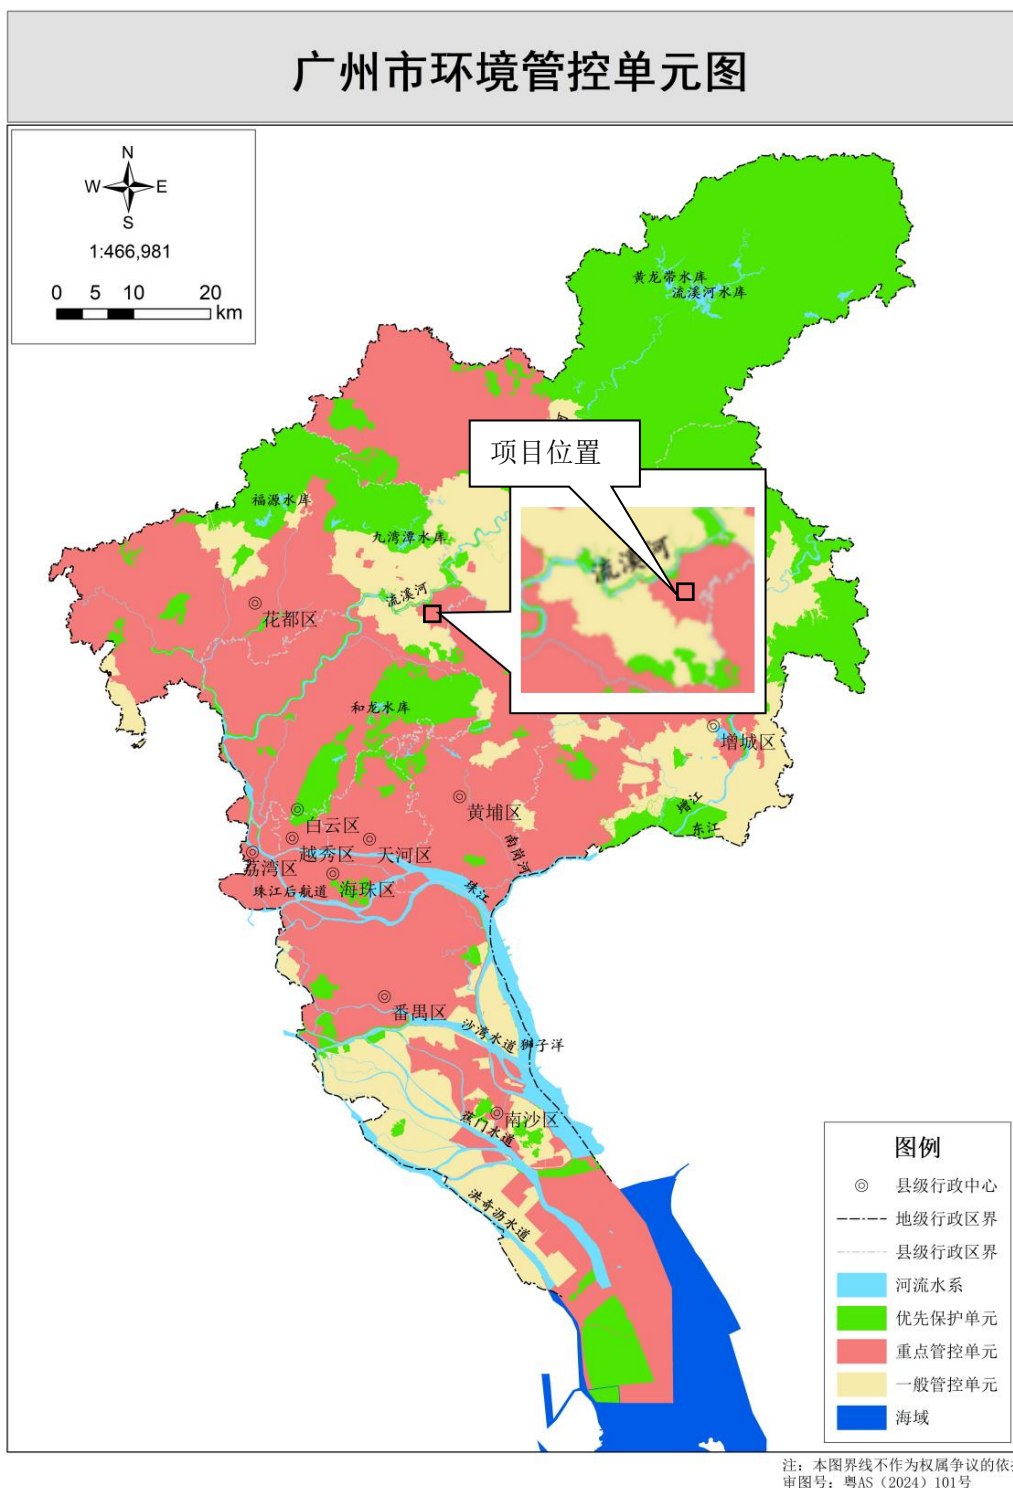 广州市环境管控单元图
N
W E
S
1:466,981
0 5 10 20
km
黄龙带水库
流溪河水库
项目位置
福源水库
九湾潭水库
流溪河
流溪河
花都区
和龙水库
增城区
增江
东江
黄埔区
南岗河
白云区
越秀区
天河区
荔湾区
珠江后航道
海珠区
珠江
番禺区
沙湾水道
狮子洋
南沙区
蕉门水道
洪奇沥水道
图例
县级行政中心
地级行政区界
县级行政区界
河流水系
优先保护单元
重点管控单元
一般管控单元
海域
注：本图界线不作为权属争议的依
审图号：粤AS（2024）101号